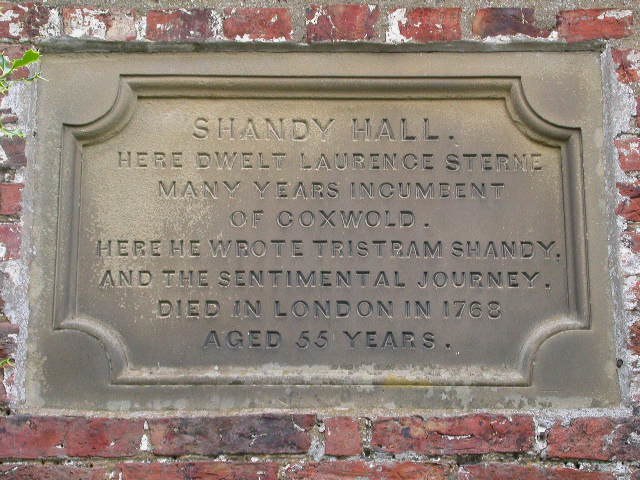 SHANDY HALL.
HERE DWELT LAURENCE STERNE
MANY YEARS INCUMBENT
OF COXWOLD.
HERE HE WROTE TRISTRAM SHANDY,
AND THE SENTIMENTAL JOURNEY.
DIED IN LONDON IN 1768
AGED 55 YEARS.